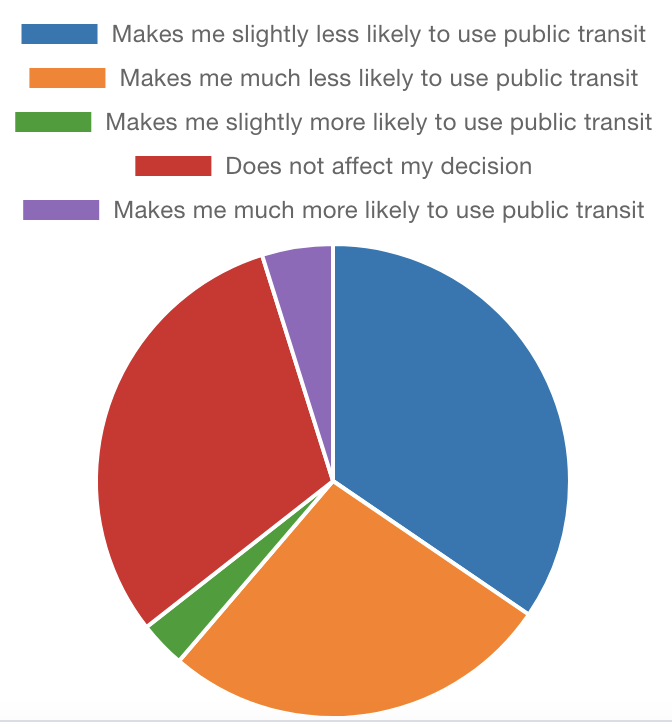 Makes me slightly less likely to use public transit
Makes me much less likely to use public transit
Makes me slightly more likely to use public transit
Does not affect my decision
Makes me much more likely to use public transit